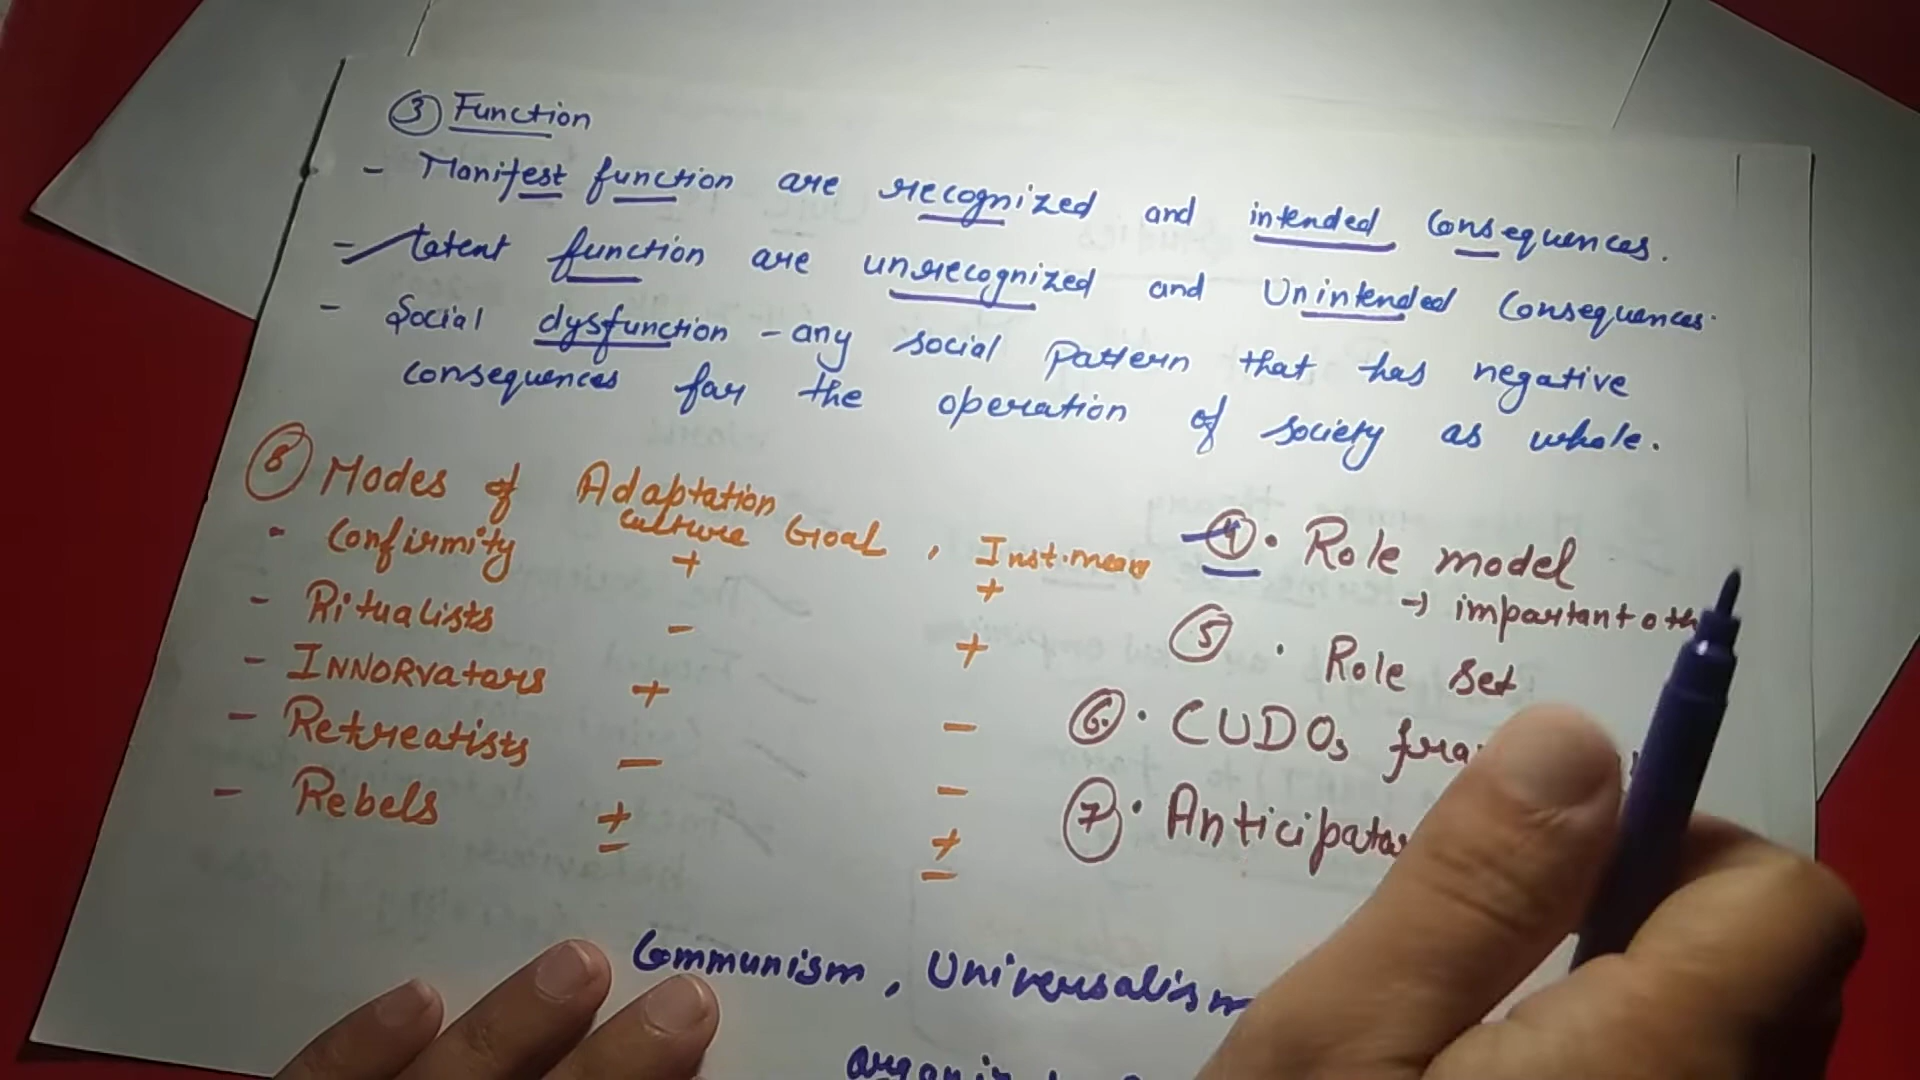 ③ Function
- Manifest function are recognized and intended Consequences.
- Latent function are unrecognized and Unintended Consequences.
- Social dysfunction - any social pattern that has negative
consequences for the operation of society as whole.
⑧ Modes of Adaptation
Culture Goal, Inst. means
- Confirmity + +
- Ritualists - +
- INNORvators + -
- Retreatists - -
- Rebels ± ±
④ • Role model
→ important
⑤ • Role set
⑥ • CUDOs
⑦ •
Communism, Universalism